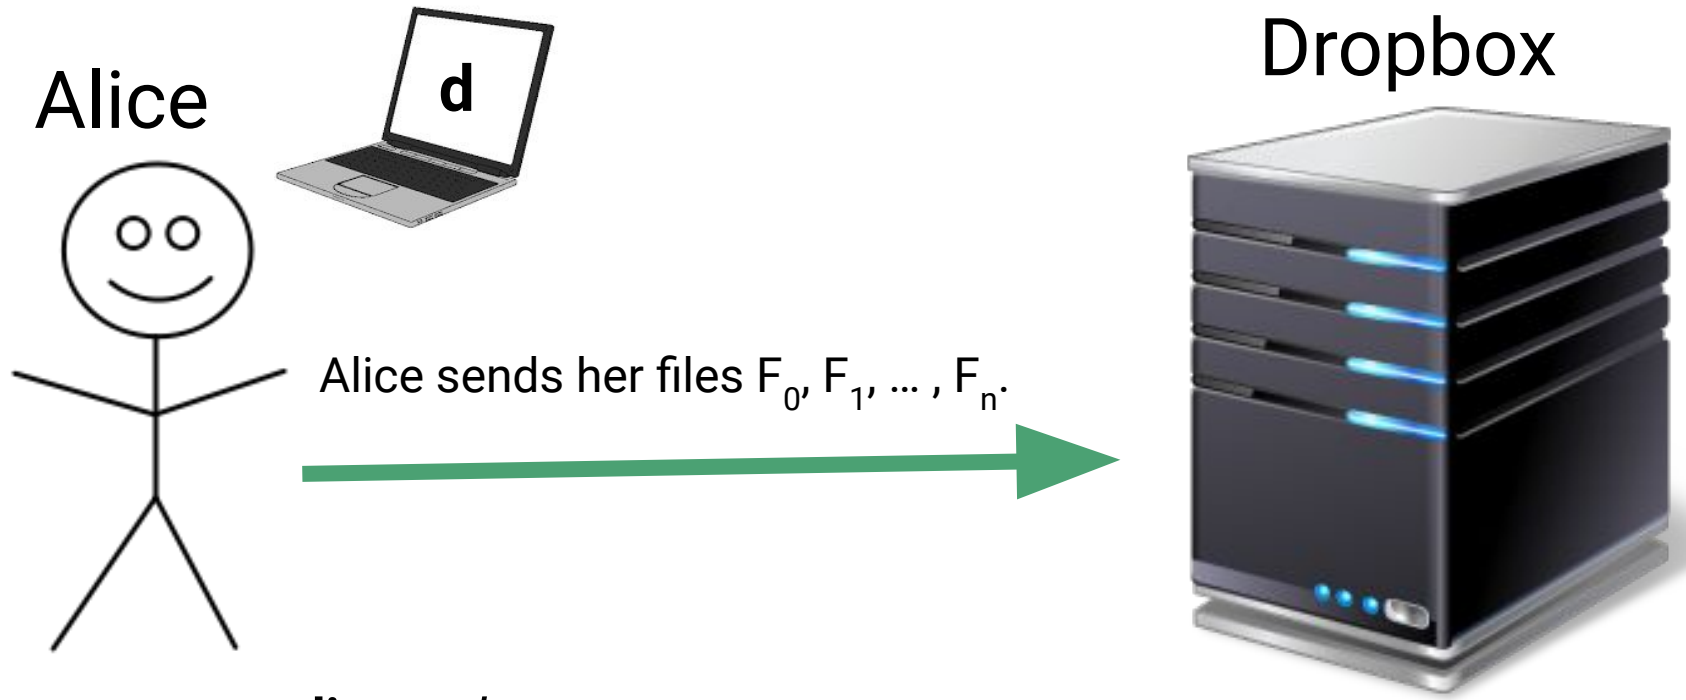 Alice
d
Dropbox
Alice sends her files F₀, F₁, … , Fₙ.